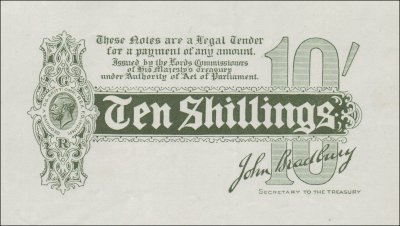 These Notes are a Legal Tender
for a payment of any amount.
Issued by the Lords Commissioners
of His Majesty's Treasury
under Authority of Act of Parliament.
10/
G
R
Ten Shillings.
10
John Bradbury
SECRETARY TO THE TREASURY